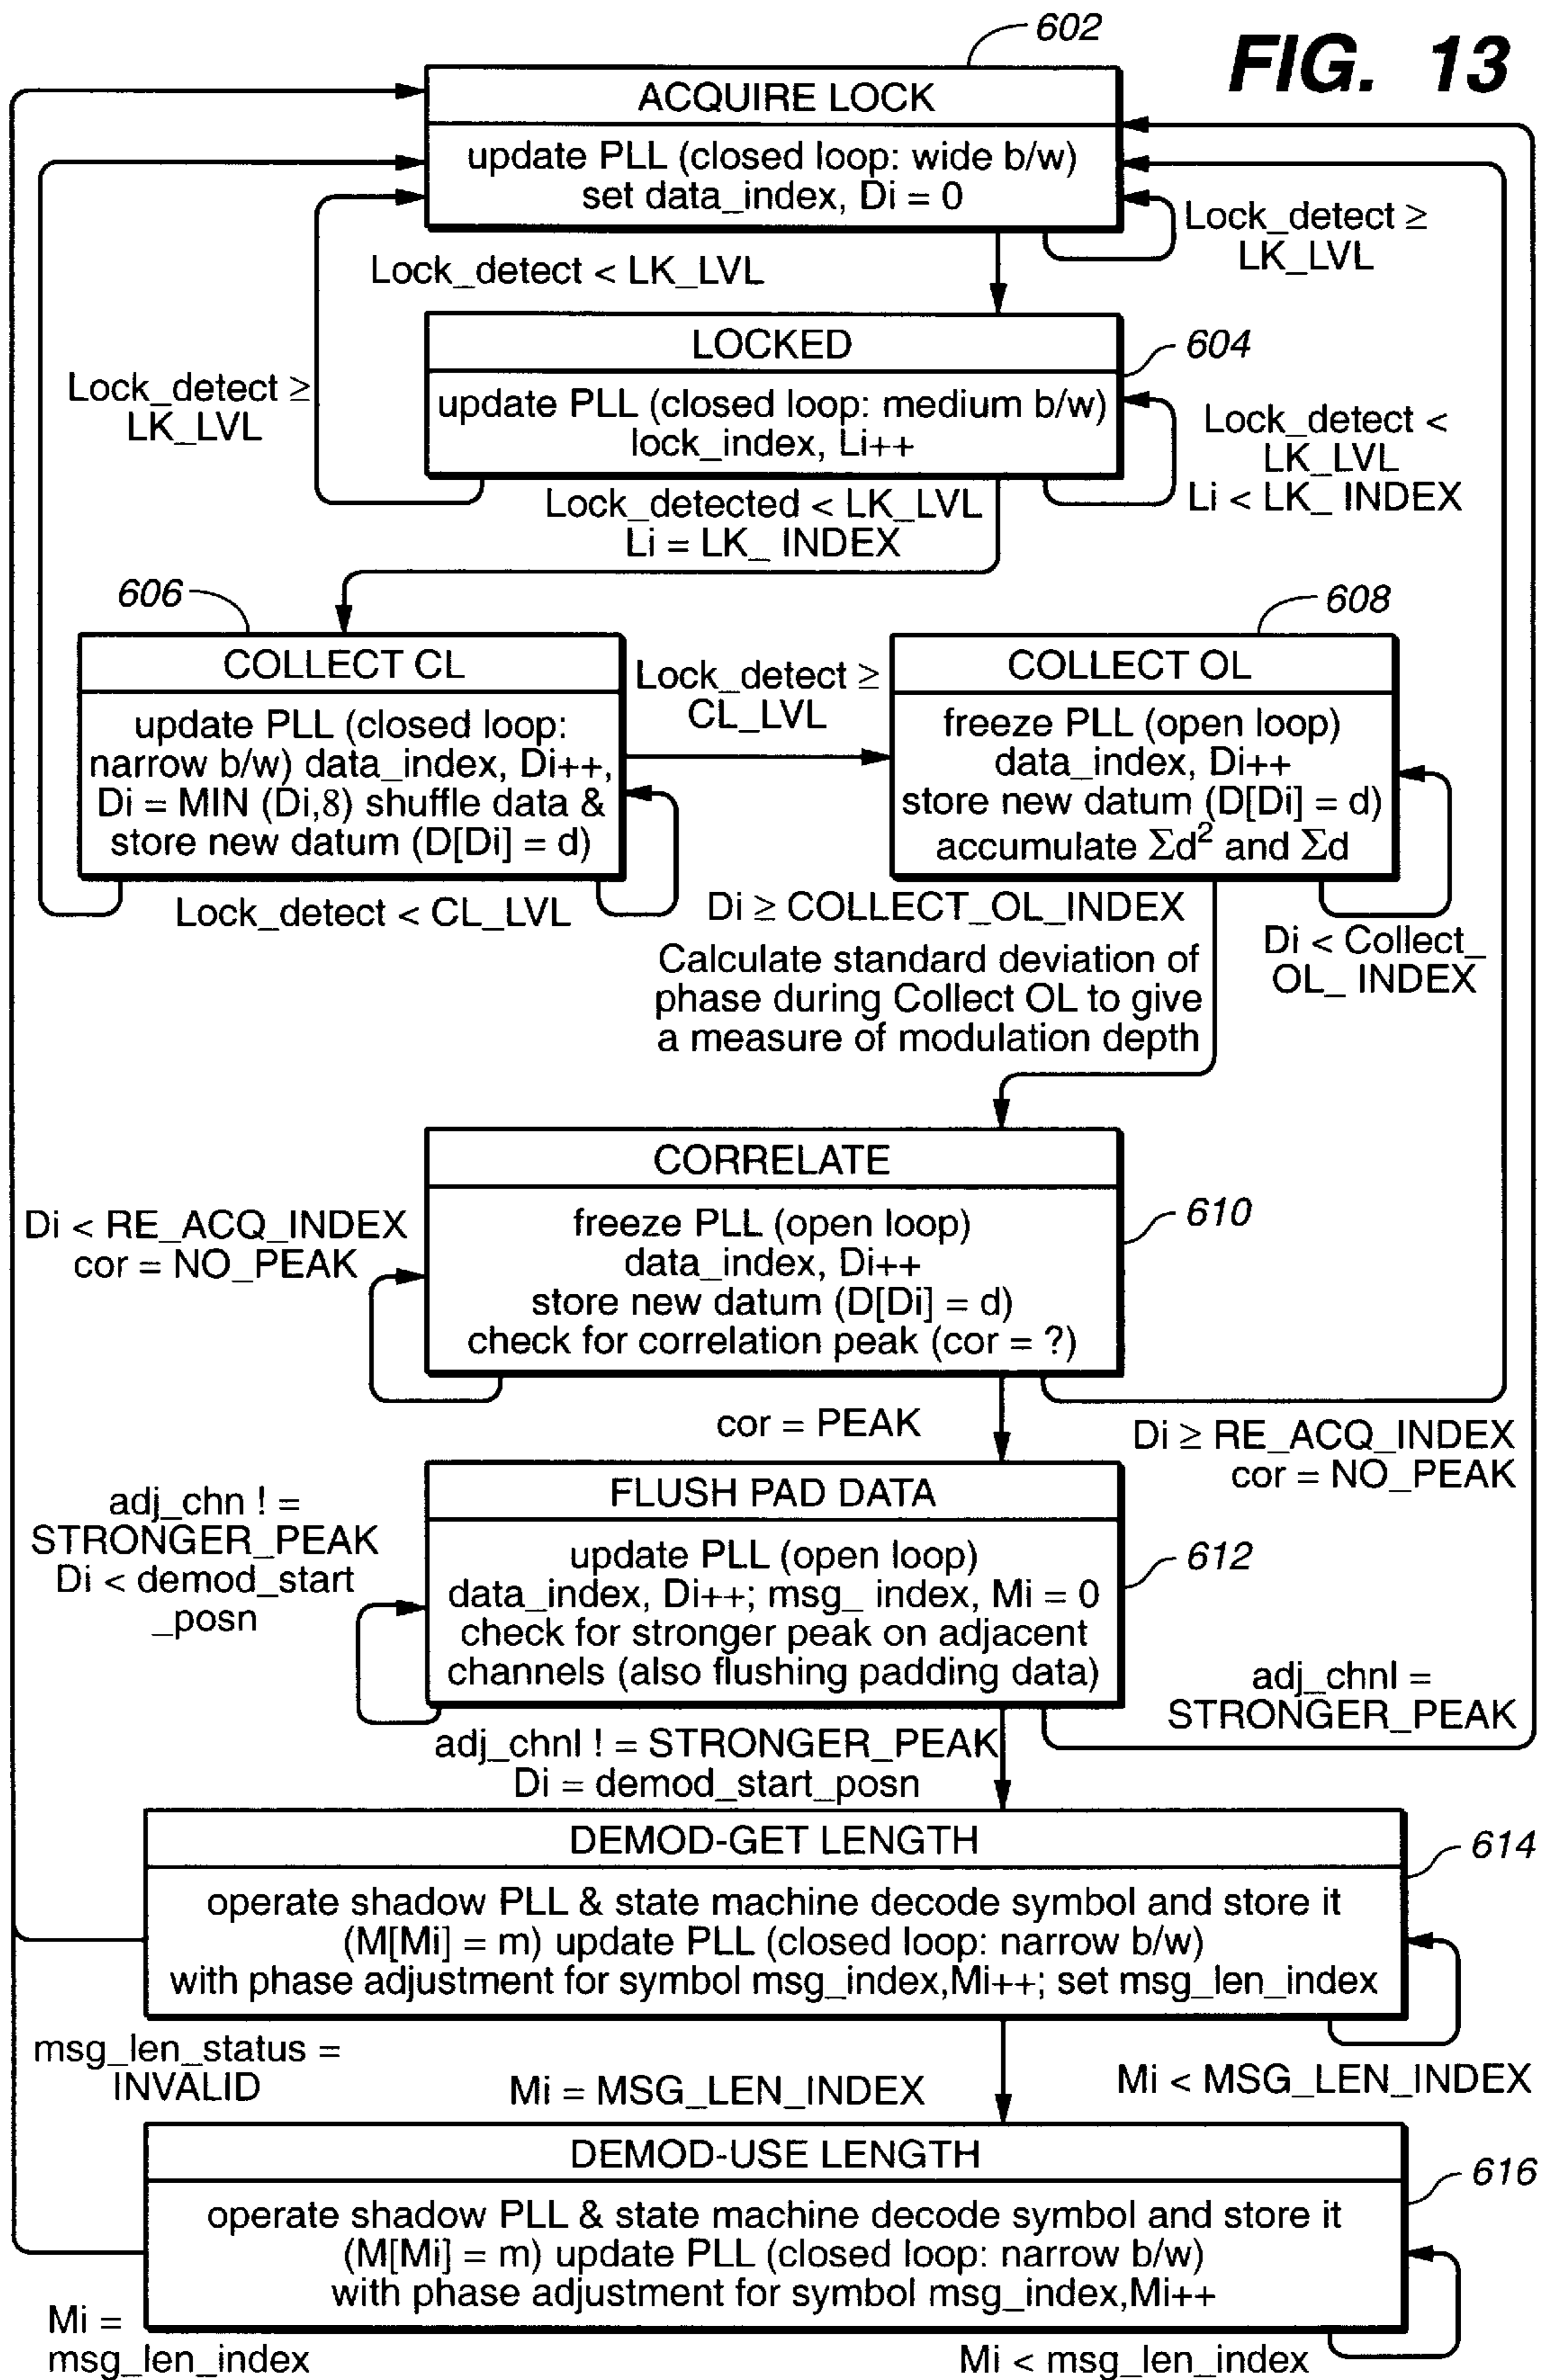 FIG. 13
602
ACQUIRE LOCK
update PLL (closed loop: wide b/w)
set data_index, Di = 0
Lock_detect ≥
LK_LVL
Lock_detect < LK_LVL
LOCKED
604
update PLL (closed loop: medium b/w)
lock_index, Li++
Lock_detect ≥
LK_LVL
Lock_detect <
LK_LVL
Li < LK_ INDEX
Lock_detected < LK_LVL
Li = LK_ INDEX
606
COLLECT CL
update PLL (closed loop:
narrow b/w) data_index, Di++,
Di = MIN (Di,8) shuffle data &
store new datum (D[Di] = d)
Lock_detect ≥
CL_LVL
608
COLLECT OL
freeze PLL (open loop)
data_index, Di++
store new datum (D[Di] = d)
accumulate Σd² and Σd
Lock_detect < CL_LVL
Di ≥ COLLECT_OL_INDEX
Calculate standard deviation of
phase during Collect OL to give
a measure of modulation depth
Di < Collect_
OL_ INDEX
CORRELATE
610
freeze PLL (open loop)
data_index, Di++
store new datum (D[Di] = d)
check for correlation peak (cor = ?)
Di < RE_ACQ_INDEX
cor = NO_PEAK
cor = PEAK
Di ≥ RE_ACQ_INDEX
cor = NO_PEAK
FLUSH PAD DATA
612
update PLL (open loop)
data_index, Di++; msg_ index, Mi = 0
check for stronger peak on adjacent
channels (also flushing padding data)
adj_chn ! =
STRONGER_PEAK
Di < demod_start
_posn
adj_chnl =
STRONGER_PEAK
adj_chnl ! = STRONGER_PEAK
Di = demod_start_posn
DEMOD-GET LENGTH
614
operate shadow PLL & state machine decode symbol and store it
(M[Mi] = m) update PLL (closed loop: narrow b/w)
with phase adjustment for symbol msg_index,Mi++; set msg_len_index
msg_len_status =
INVALID
Mi = MSG_LEN_INDEX
Mi < MSG_LEN_INDEX
DEMOD-USE LENGTH
616
operate shadow PLL & state machine decode symbol and store it
(M[Mi] = m) update PLL (closed loop: narrow b/w)
with phase adjustment for symbol msg_index,Mi++
Mi =
msg_len_index
Mi < msg_len_index